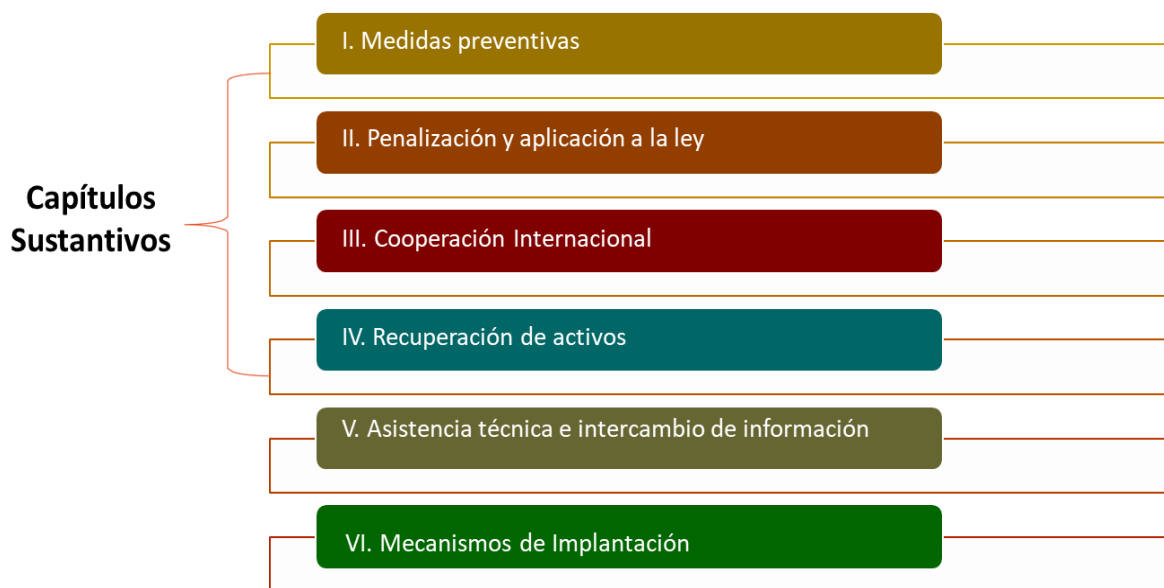 Capítulos
Sustantivos
I. Medidas preventivas
II. Penalización y aplicación a la ley
III. Cooperación Internacional
IV. Recuperación de activos
V. Asistencia técnica e intercambio de información
VI. Mecanismos de Implantación